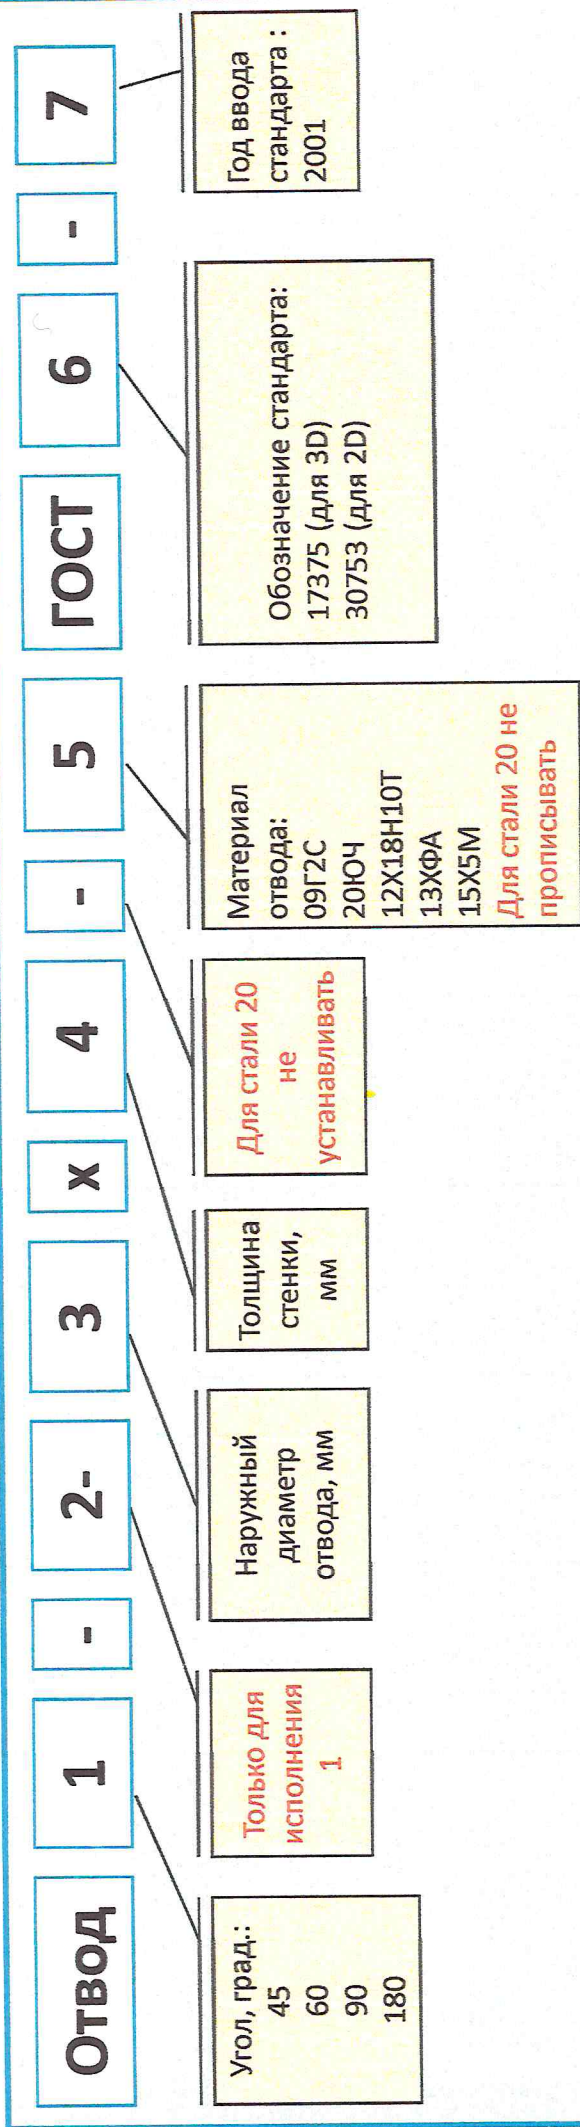 Отвод 1 - 2- 3 х 4 - 5 ГОСТ 6 - 7
Угол, град.:
45
60
90
180
Только для
исполнения
1
Наружный
диаметр
отвода, мм
Толщина
стенки,
мм
Для стали 20
не
устанавливать
Материал
отвода:
09Г2С
20ЮЧ
12Х18Н10Т
13ХФА
15Х5М
Для стали 20 не
прописывать
Обозначение стандарта:
17375 (для 3D)
30753 (для 2D)
Год ввода
стандарта :
2001